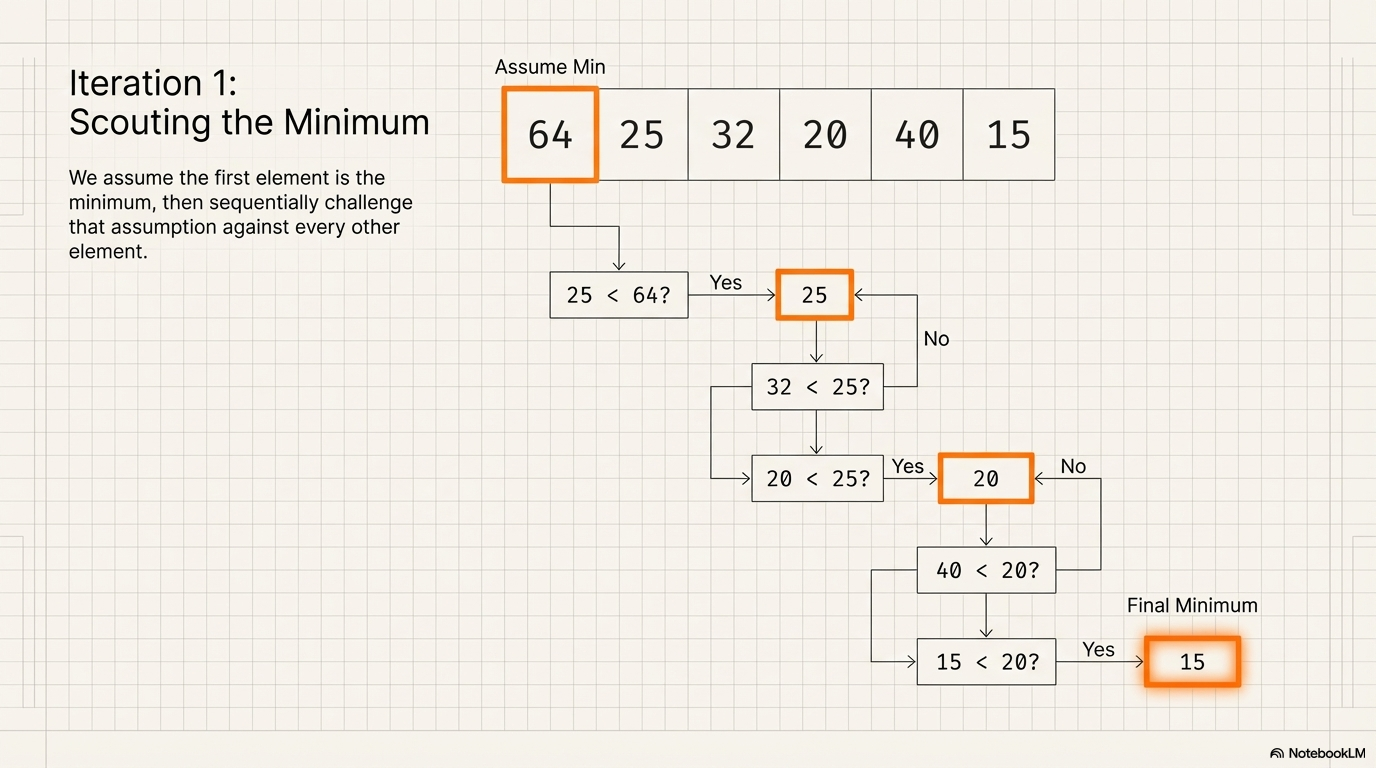 Iteration 1:
Scouting the Minimum
We assume the first element is the
minimum, then sequentially challenge
that assumption against every other
element.
Assume Min
64 25 32 20 40 15
25 < 64? Yes 25
No
32 < 25?
20 < 25? Yes 20 No
40 < 20?
Final Minimum
15 < 20? Yes 15
NotebookLM